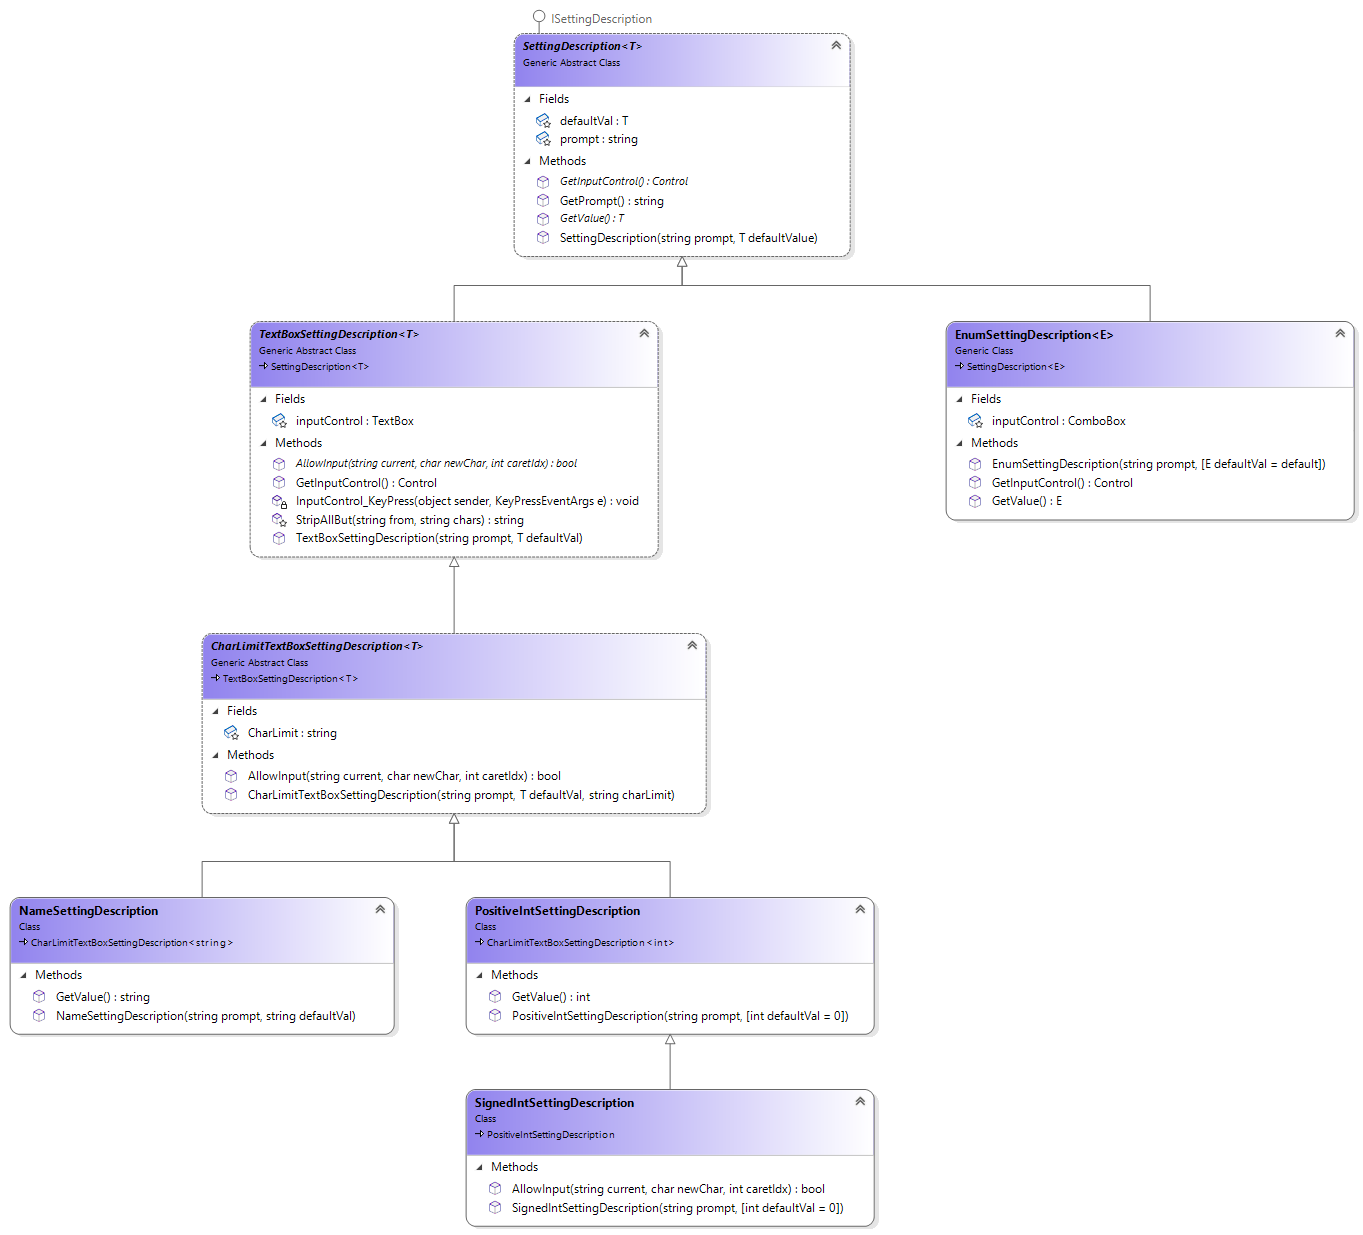 ISettingDescription
SettingDescription<T>
Generic Abstract Class
Fields
defaultVal : T
prompt : string
Methods
GetInputControl() : Control
GetPrompt() : string
GetValue() : T
SettingDescription(string prompt, T defaultValue)
TextBoxSettingDescription<T>
Generic Abstract Class
SettingDescription<T>
Fields
inputControl : TextBox
Methods
AllowInput(string current, char newChar, int caretIdx) : bool
GetInputControl() : Control
InputControl_KeyPress(object sender, KeyPressEventArgs e) : void
StripAllBut(string from, string chars) : string
TextBoxSettingDescription(string prompt, T defaultVal)
EnumSettingDescription<E>
Generic Class
SettingDescription<E>
Fields
inputControl : ComboBox
Methods
EnumSettingDescription(string prompt, [E defaultVal = default])
GetInputControl() : Control
GetValue() : E
CharLimitTextBoxSettingDescription<T>
Generic Abstract Class
TextBoxSettingDescription<T>
Fields
CharLimit : string
Methods
AllowInput(string current, char newChar, int caretIdx) : bool
CharLimitTextBoxSettingDescription(string prompt, T defaultVal, string charLimit)
NameSettingDescription
Class
CharLimitTextBoxSettingDescription<string>
Methods
GetValue() : string
NameSettingDescription(string prompt, string defaultVal)
PositiveIntSettingDescription
Class
CharLimitTextBoxSettingDescription<int>
Methods
GetValue() : int
PositiveIntSettingDescription(string prompt, [int defaultVal = 0])
SignedIntSettingDescription
Class
PositiveIntSettingDescription
Methods
AllowInput(string current, char newChar, int caretIdx) : bool
SignedIntSettingDescription(string prompt, [int defaultVal = 0])